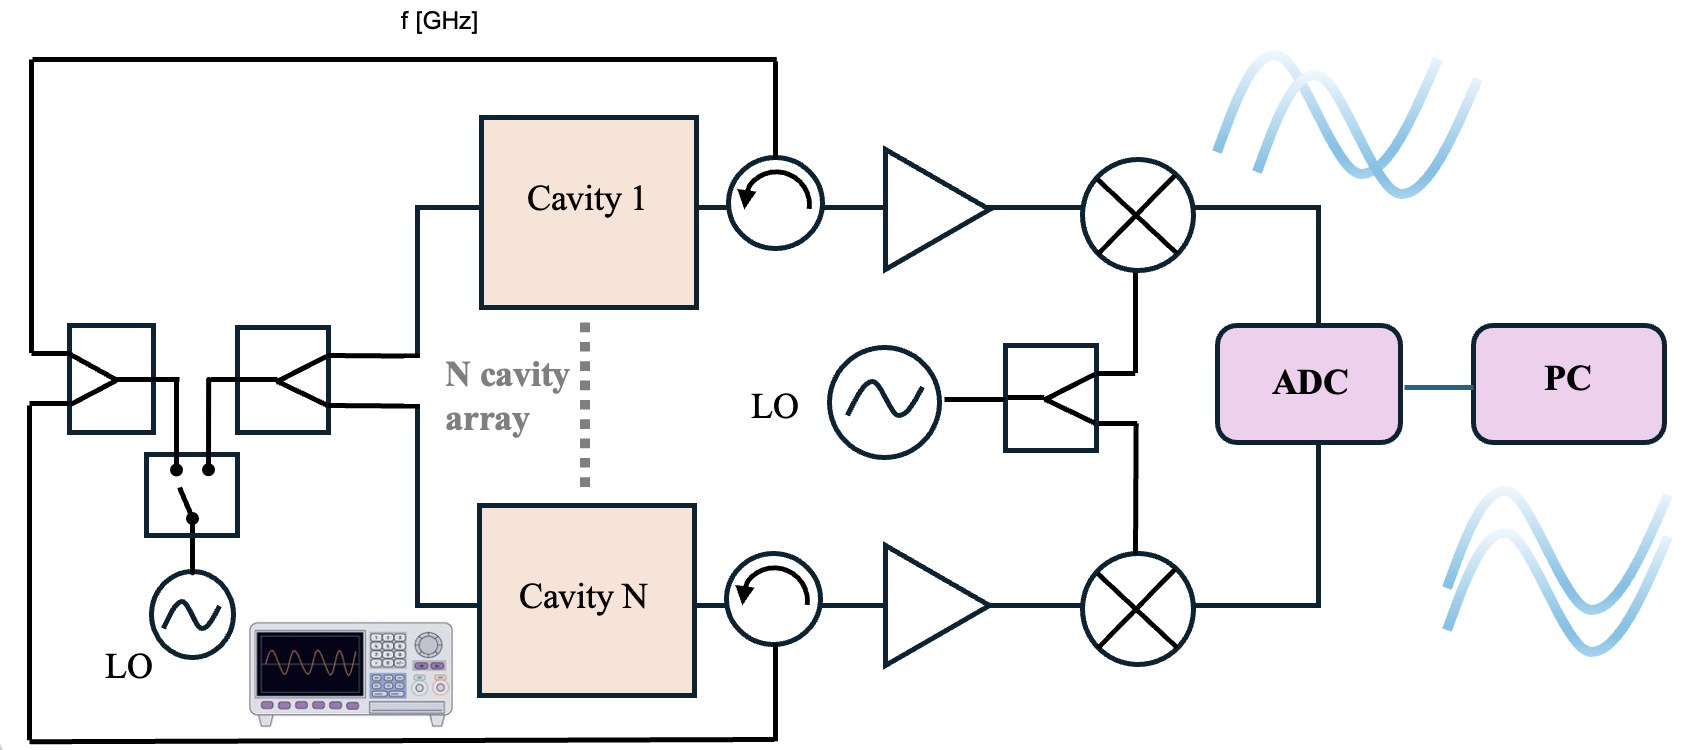 f [GHz]
Cavity 1
N cavity
array
LO
ADC
PC
Cavity N
LO